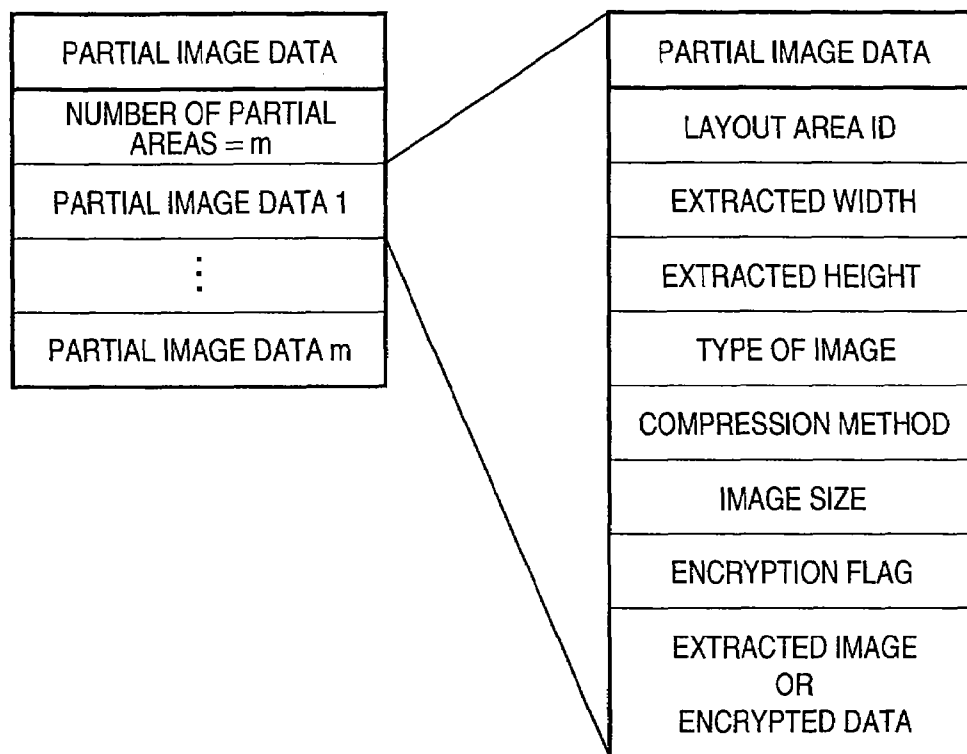 PARTIAL IMAGE DATA
NUMBER OF PARTIAL
AREAS = m
PARTIAL IMAGE DATA 1
⋮
PARTIAL IMAGE DATA m
PARTIAL IMAGE DATA
LAYOUT AREA ID
EXTRACTED WIDTH
EXTRACTED HEIGHT
TYPE OF IMAGE
COMPRESSION METHOD
IMAGE SIZE
ENCRYPTION FLAG
EXTRACTED IMAGE
OR
ENCRYPTED DATA